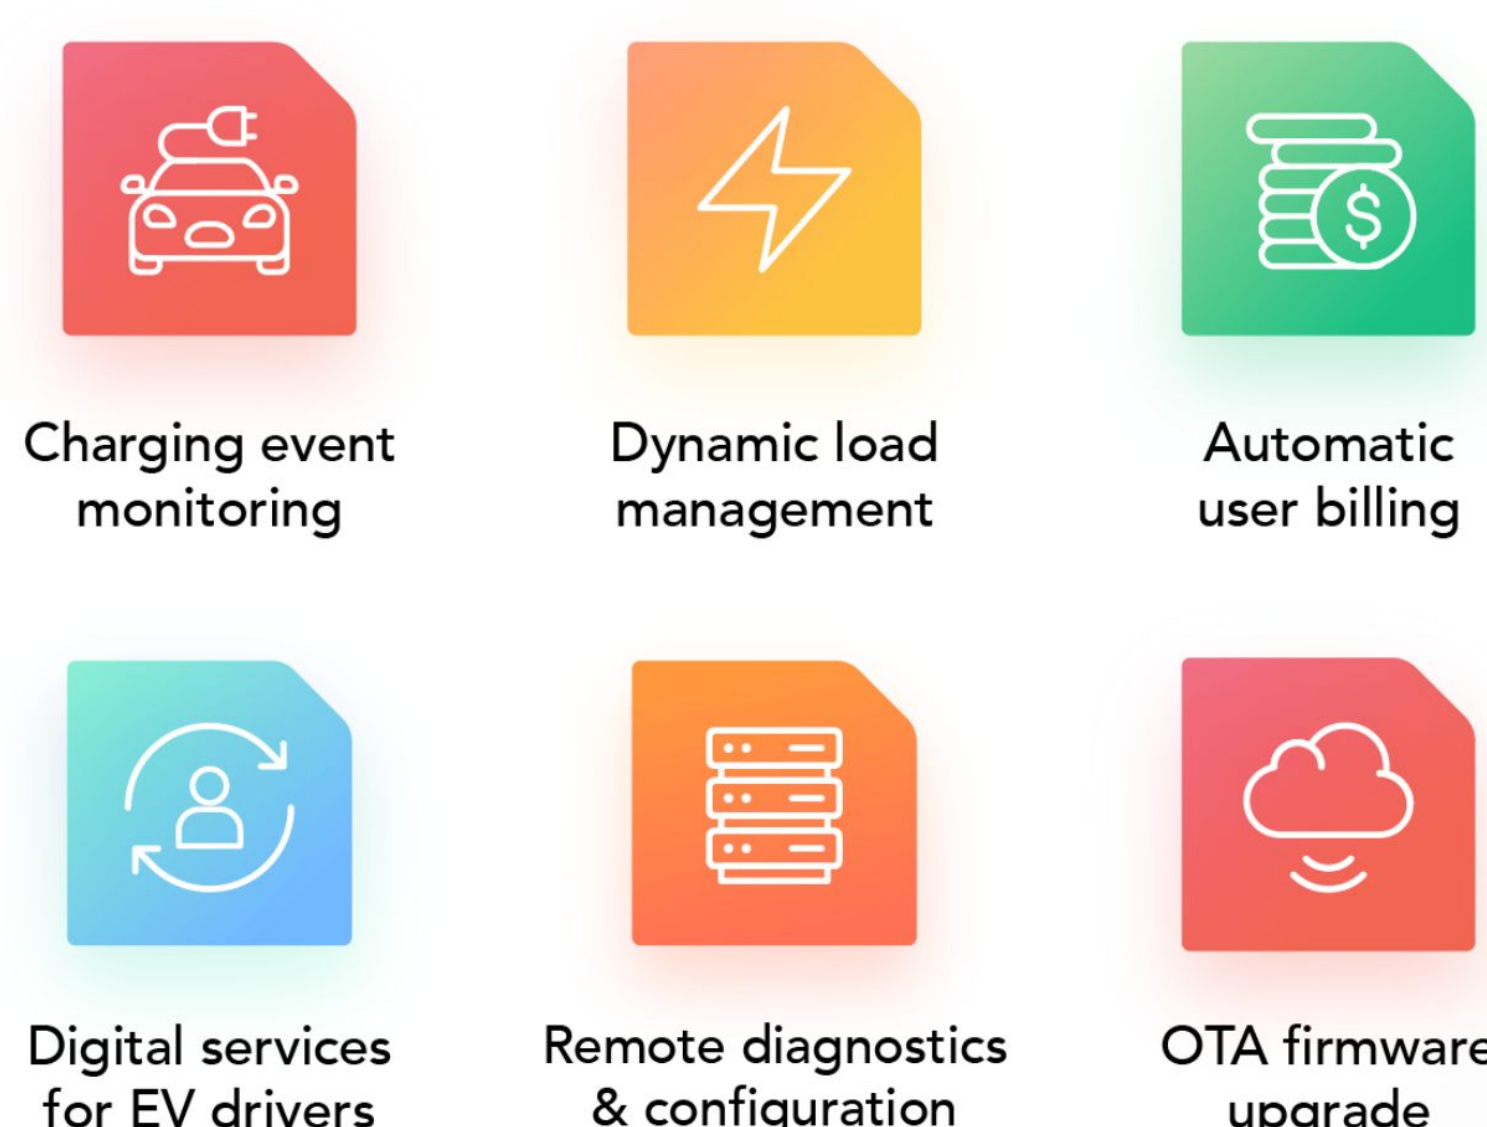 Charging event
monitoring
Dynamic load
management
Automatic
user billing
$
Digital services
for EV drivers
Remote diagnostics
& configuration
OTA firmware
upgrade